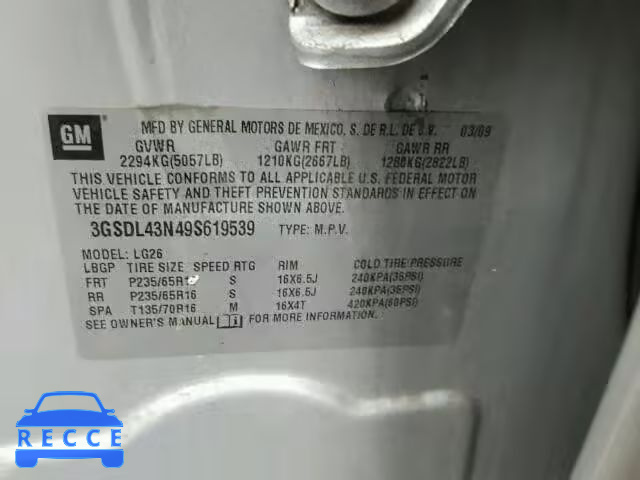 GM
MFD BY GENERAL MOTORS DE MEXICO, S. DE R.L. DE C.V. 03/09
GVWR GAWR FRT GAWR RR
2294KG(5057LB) 1210KG(2667LB) 1280KG(2822LB)
THIS VEHICLE CONFORMS TO ALL APPLICABLE U.S. FEDERAL MOTOR
VEHICLE SAFETY AND THEFT PREVENTION STANDARDS IN EFFECT ON
THE DATE OF MANUFACTURE SHOWN ABOVE.
3GSDL43N49S619539 TYPE: M.P.V.
MODEL: LG26
LBGP TIRE SIZE SPEED RTG RIM COLD TIRE PRESSURE
FRT P235/65R16 S 16X6.5J 240KPA(35PSI)
RR P235/65R16 S 16X6.5J 240KPA(35PSI)
SPA T135/70R16 M 16X4T 420KPA(60PSI)
SEE OWNER'S MANUAL FOR MORE INFORMATION.
RECCE